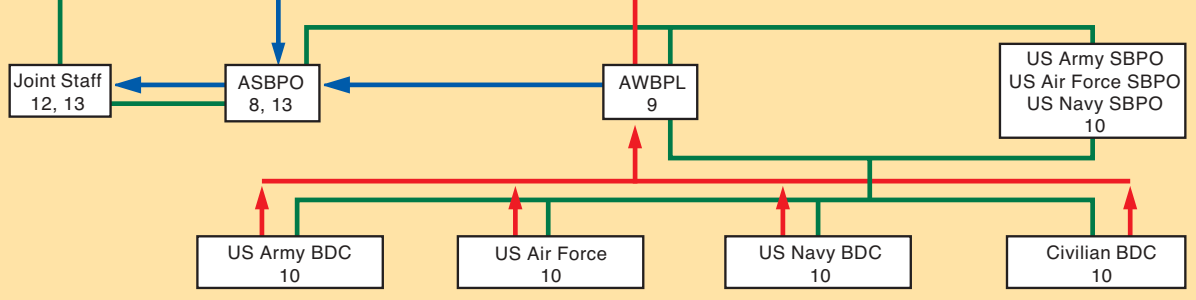 Joint Staff
12, 13
ASBPO
8, 13
AWBPL
9
US Army SBPO
US Air Force SBPO
US Navy SBPO
10
US Army BDC
10
US Air Force
10
US Navy BDC
10
Civilian BDC
10